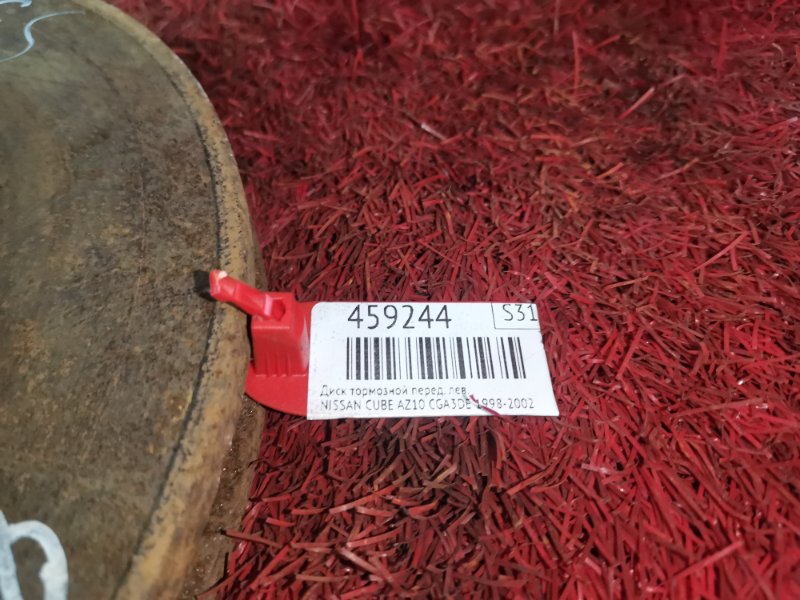 459244 S31
Диск тормозной перед. лев.
NISSAN CUBE AZ10 CGA3DE 1998-2002